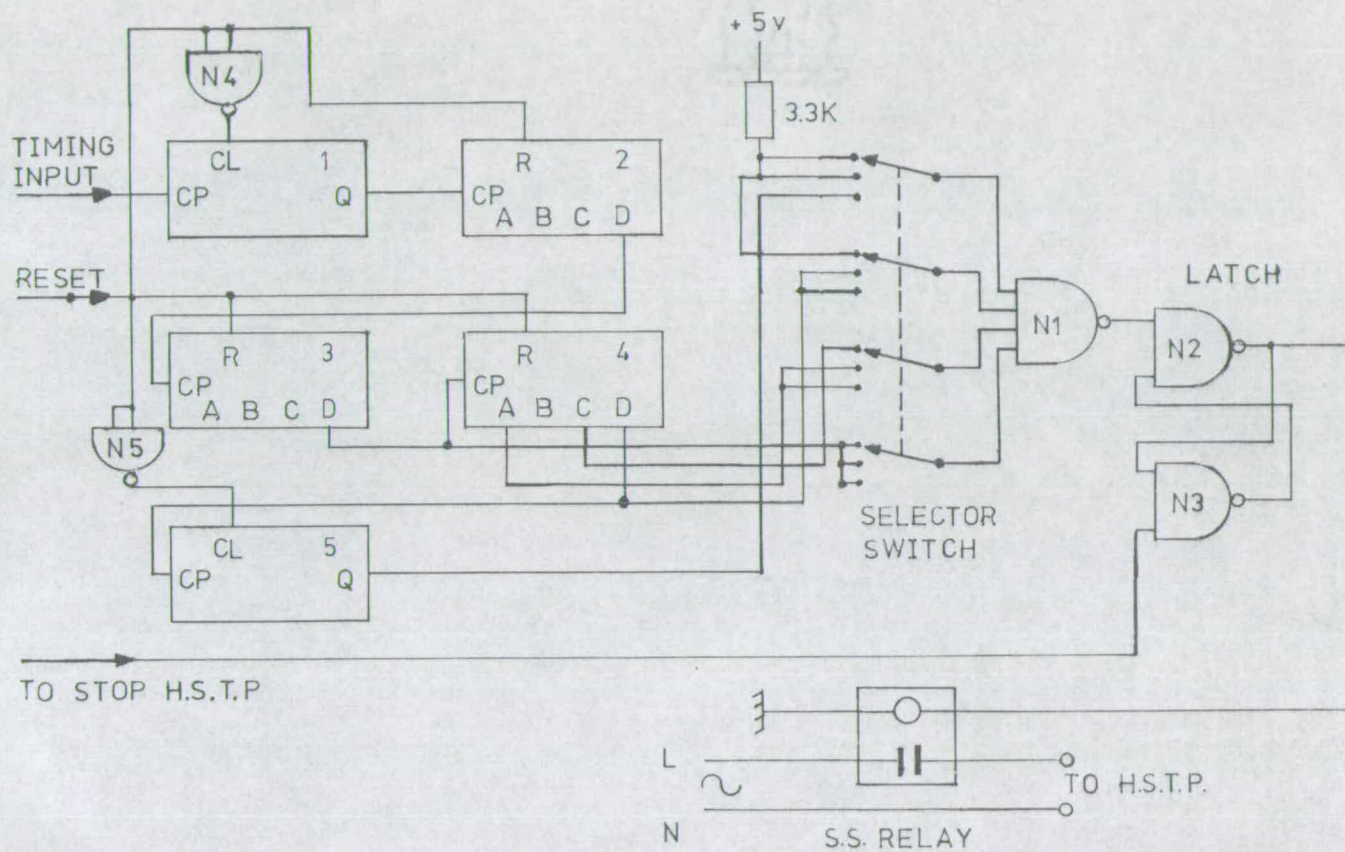 + 5 v
3.3K
N4
TIMING
INPUT
CL 1
CP Q
R 2
CP
A B C D
RESET
R 3
CP
A B C D
R 4
CP
A B C D
N5
CL 5
CP Q
N1
LATCH
N2
N3
SELECTOR
SWITCH
TO STOP H.S.T.P
L
N
TO H.S.T.P.
S.S. RELAY